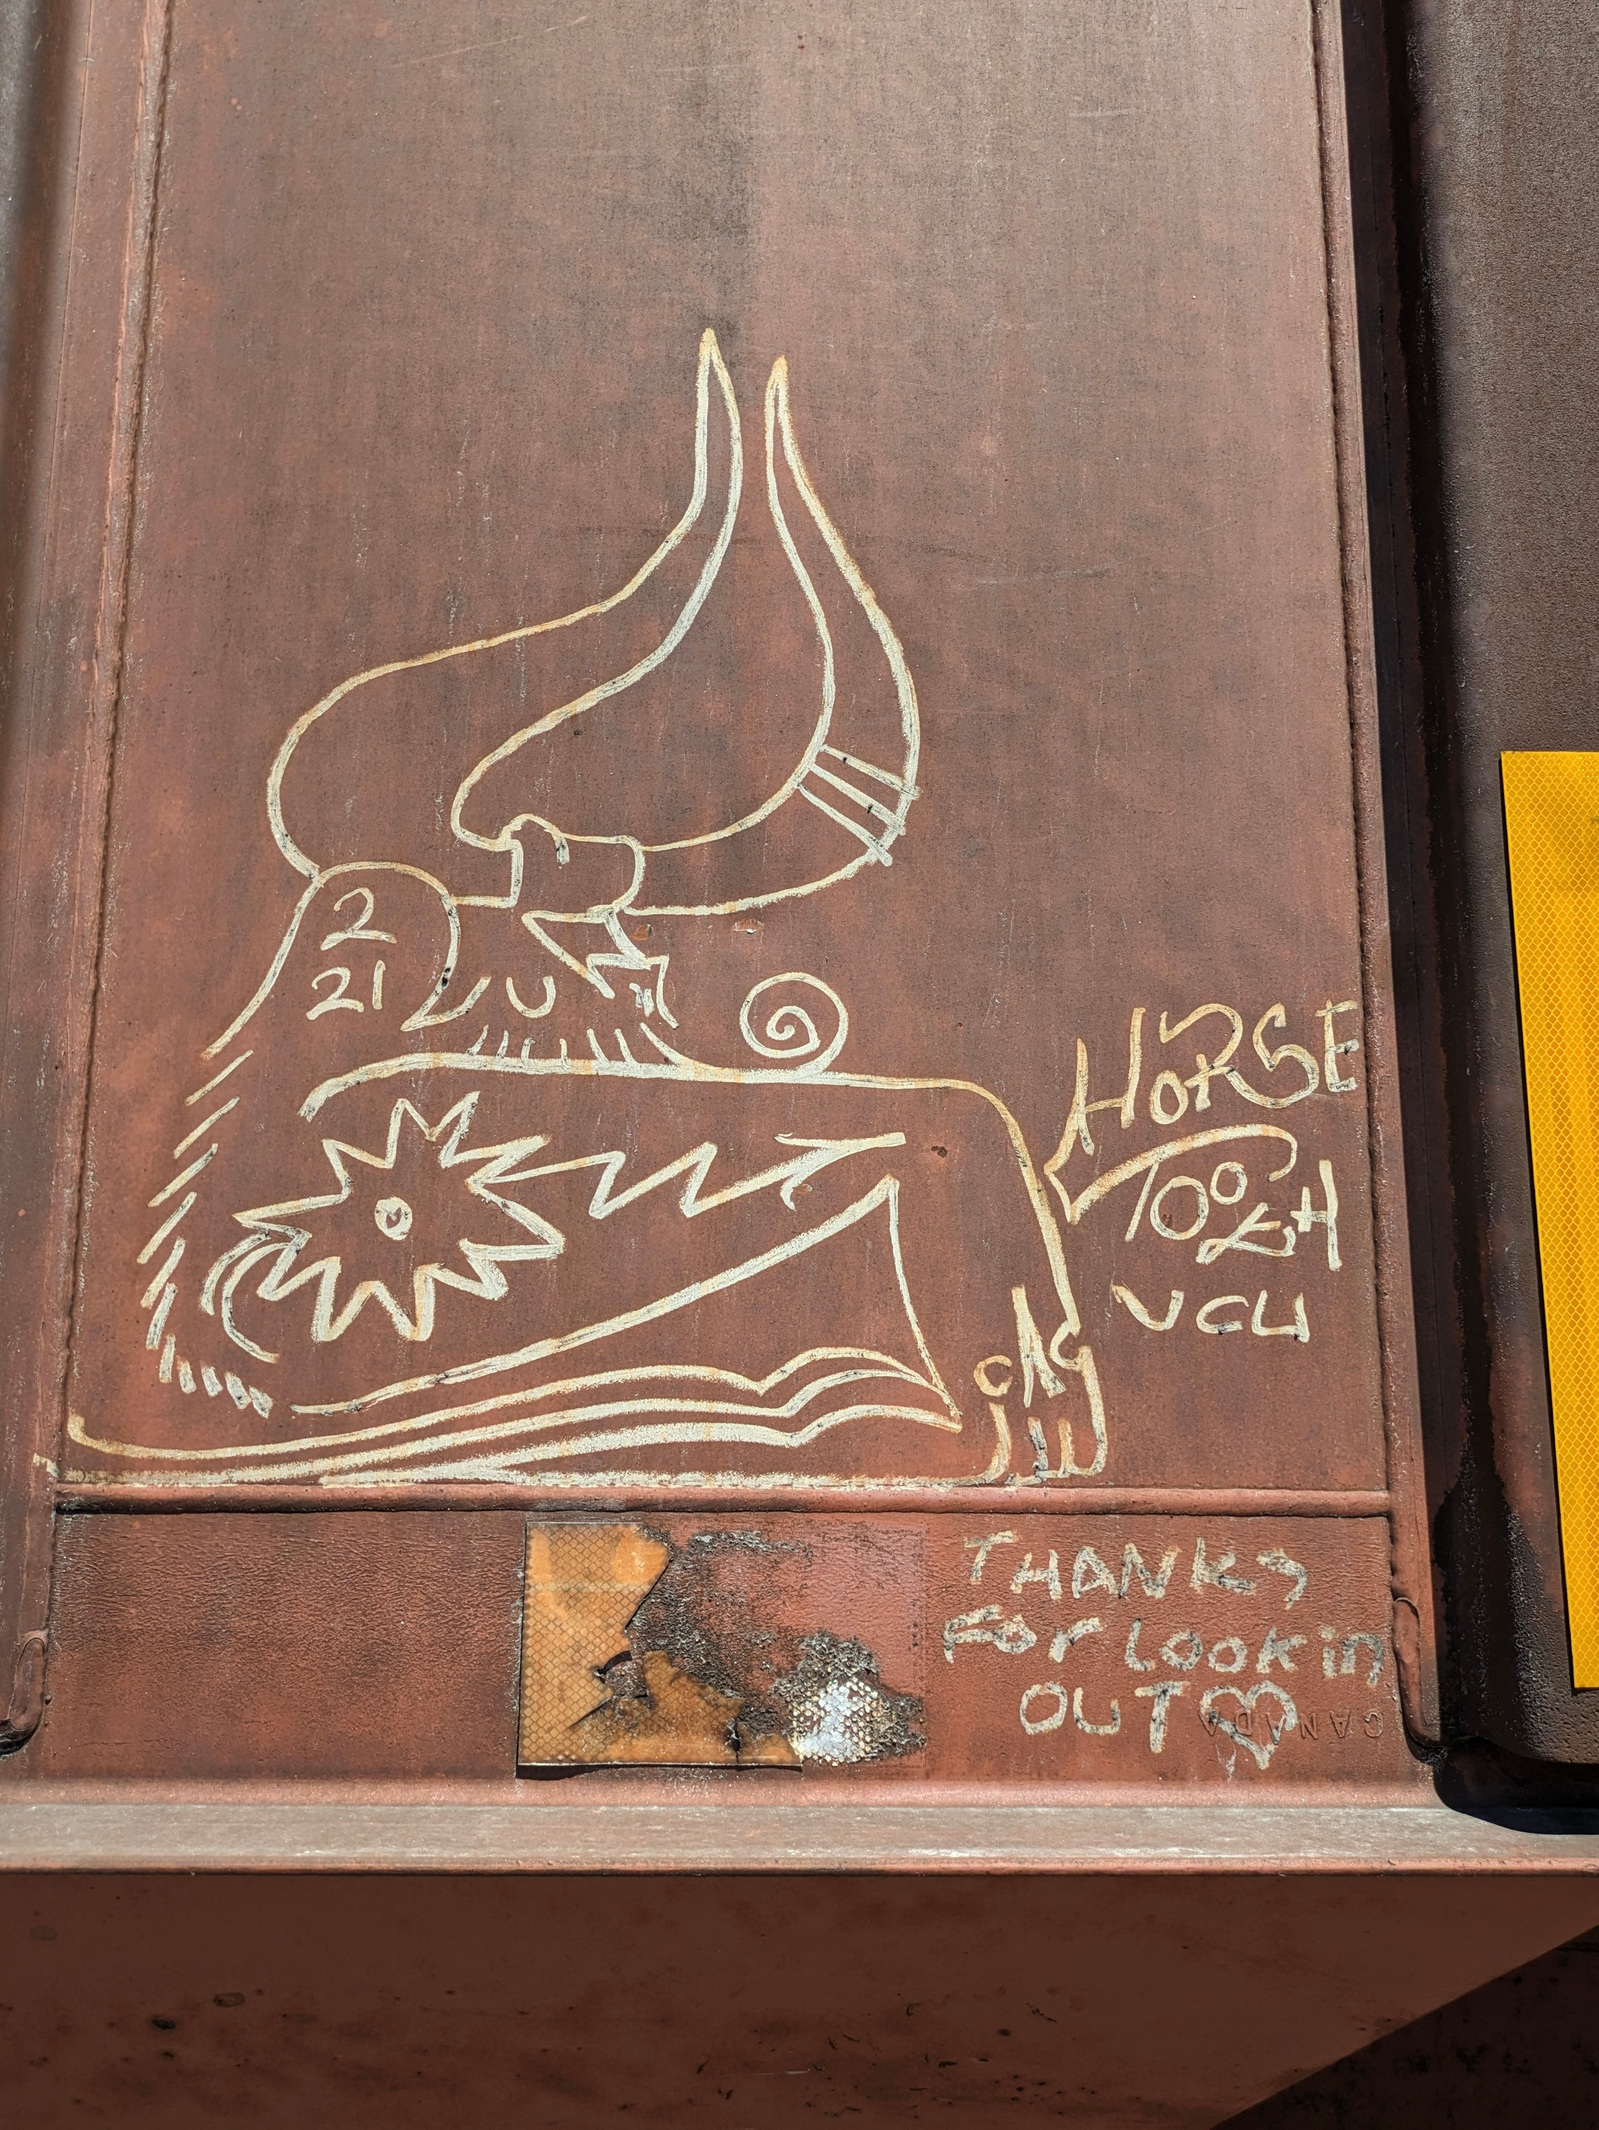 2
21
HORSE
TOOTH
VCU
THANKS
FOR LOOKin
OUT
CANADA